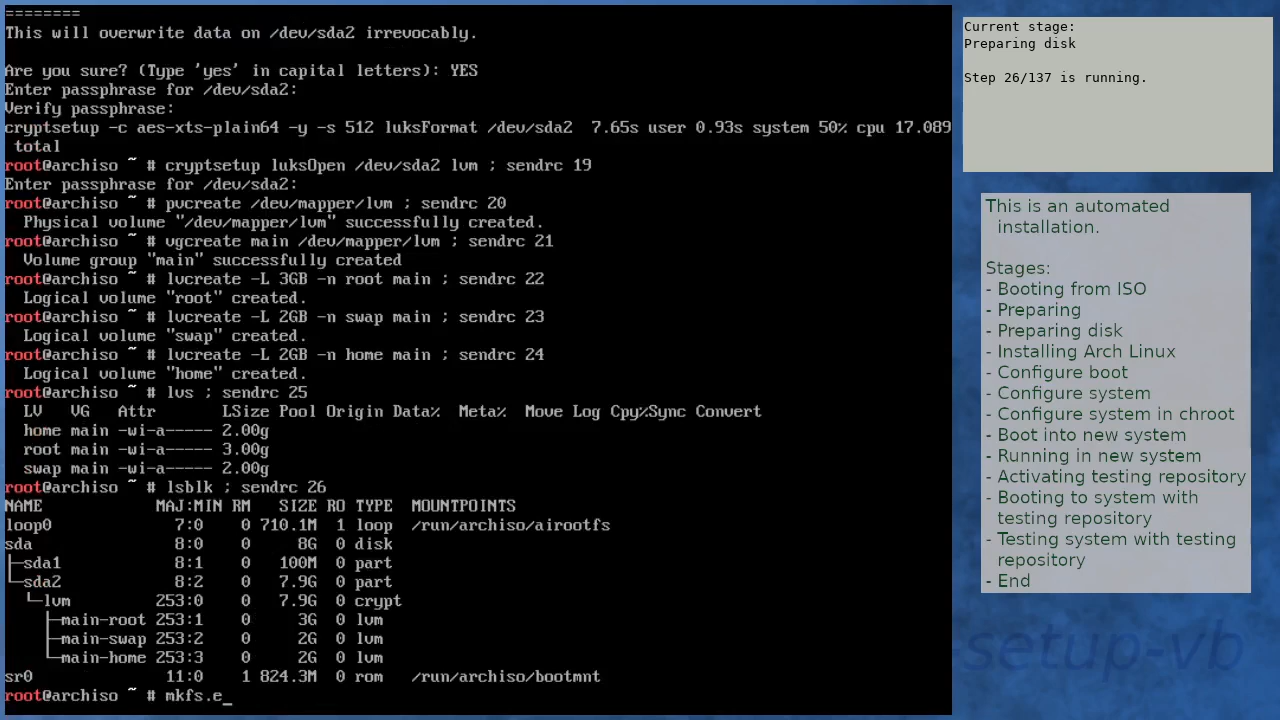 ========
This will overwrite data on /dev/sda2 irrevocably.
Are you sure? (Type 'yes' in capital letters): YES
Enter passphrase for /dev/sda2:
Verify passphrase:
cryptsetup -c aes-xts-plain64 -y -s 512 luksFormat /dev/sda2  7.65s user 0.93s system 50% cpu 17.089
 total
root@archiso ~ # cryptsetup luksOpen /dev/sda2 lvm ; sendrc 19
Enter passphrase for /dev/sda2:
root@archiso ~ # pvcreate /dev/mapper/lvm ; sendrc 20
  Physical volume "/dev/mapper/lvm" successfully created.
root@archiso ~ # vgcreate main /dev/mapper/lvm ; sendrc 21
  Volume group "main" successfully created
root@archiso ~ # lvcreate -L 3GB -n root main ; sendrc 22
  Logical volume "root" created.
root@archiso ~ # lvcreate -L 2GB -n swap main ; sendrc 23
  Logical volume "swap" created.
root@archiso ~ # lvcreate -L 2GB -n home main ; sendrc 24
  Logical volume "home" created.
root@archiso ~ # lvs ; sendrc 25
  LV   VG   Attr       LSize Pool Origin Data%  Meta%  Move Log Cpy%Sync Convert
  home main -wi-a----- 2.00g
  root main -wi-a----- 3.00g
  swap main -wi-a----- 2.00g
root@archiso ~ # lsblk ; sendrc 26
NAME            MAJ:MIN RM   SIZE RO TYPE  MOUNTPOINTS
loop0             7:0    0 710.1M  1 loop  /run/archiso/airootfs
sda               8:0    0     8G  0 disk
├─sda1            8:1    0   100M  0 part
└─sda2            8:2    0   7.9G  0 part
  └─lvm         253:0    0   7.9G  0 crypt
    ├─main-root 253:1    0     3G  0 lvm
    ├─main-swap 253:2    0     2G  0 lvm
    └─main-home 253:3    0     2G  0 lvm
sr0              11:0    1 824.3M  0 rom   /run/archiso/bootmnt
root@archiso ~ # mkfs.e_
Current stage:
Preparing disk
Step 26/137 is running.
This is an automated
installation.
Stages:
- Booting from ISO
- Preparing
- Preparing disk
- Installing Arch Linux
- Configure boot
- Configure system
- Configure system in chroot
- Boot into new system
- Running in new system
- Activating testing repository
- Booting to system with
testing repository
- Testing system with testing
repository
- End
-setup-vb